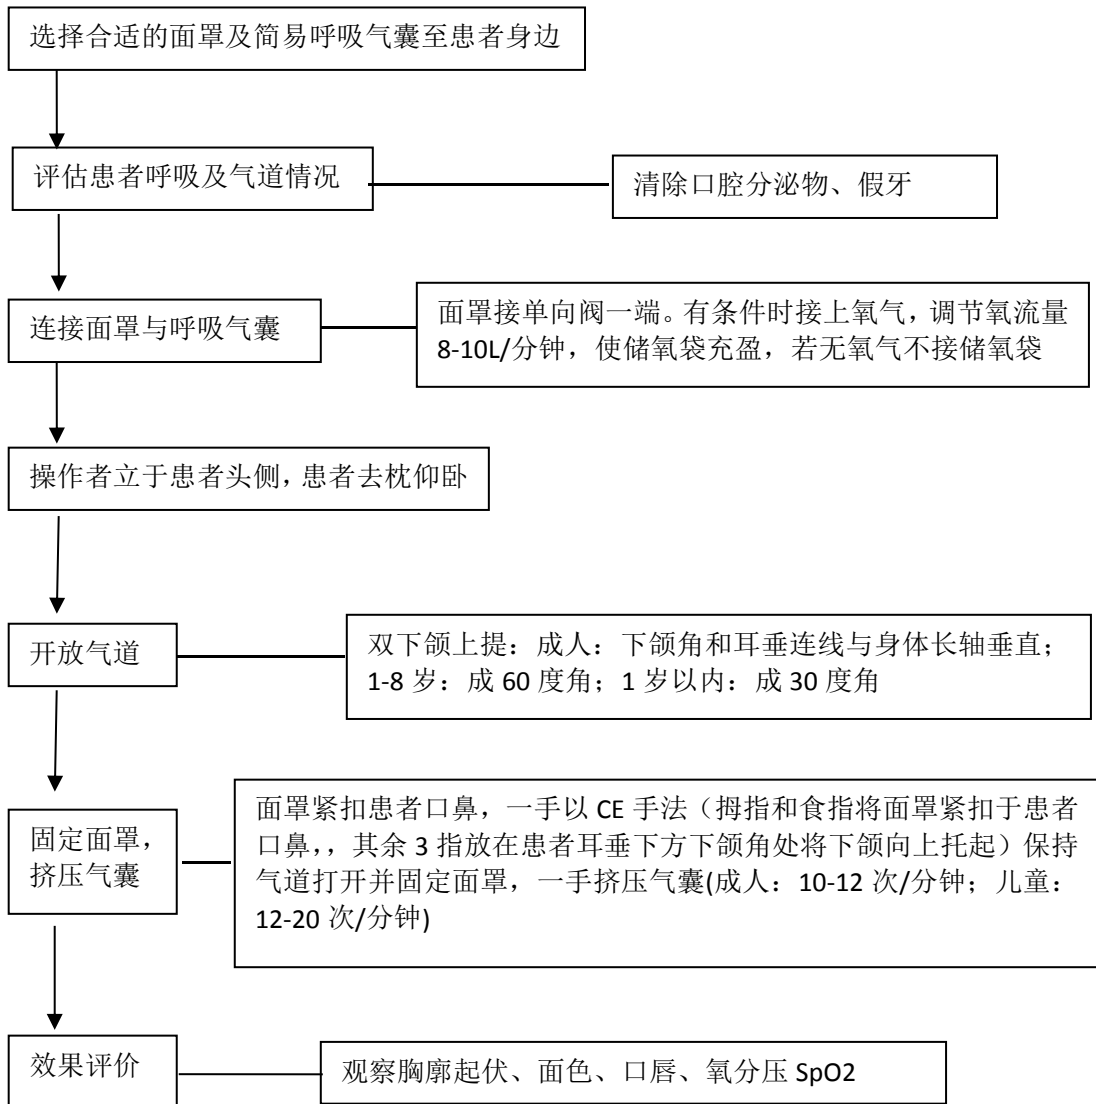 选择合适的面罩及简易呼吸气囊至患者身边
评估患者呼吸及气道情况
清除口腔分泌物、假牙
连接面罩与呼吸气囊
面罩接单向阀一端。有条件时接上氧气，调节氧流量
8-10L/分钟，使储氧袋充盈，若无氧气不接储氧袋
操作者立于患者头侧，患者去枕仰卧
开放气道
双下颌上提：成人：下颌角和耳垂连线与身体长轴垂直；
1-8 岁：成 60 度角；1 岁以内：成 30 度角
固定面罩，
挤压气囊
面罩紧扣患者口鼻，一手以 CE 手法（拇指和食指将面罩紧扣于患者
口鼻，，其余 3 指放在患者耳垂下方下颌角处将下颌向上托起）保持
气道打开并固定面罩，一手挤压气囊(成人：10-12 次/分钟；儿童：
12-20 次/分钟)
效果评价
观察胸廓起伏、面色、口唇、氧分压 SpO2